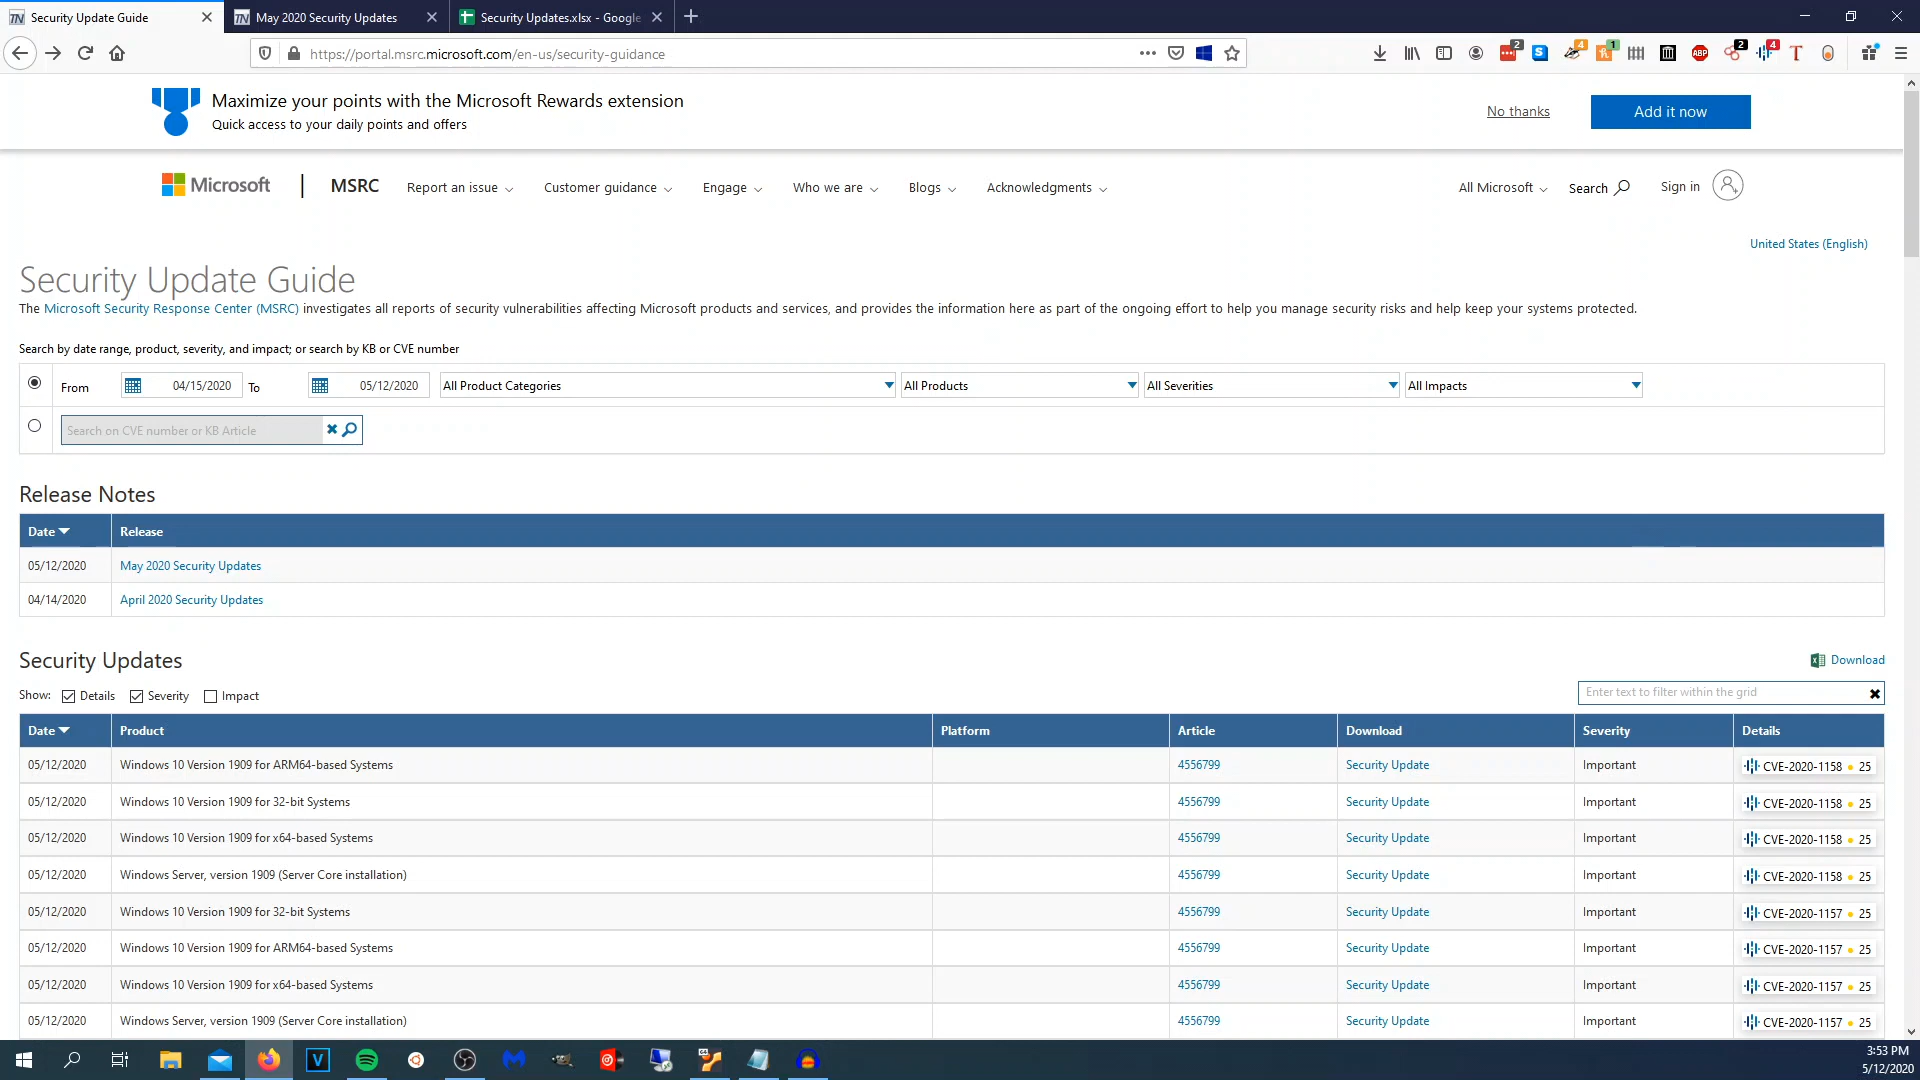 Security Update Guide
May 2020 Security Updates
Security Updates.xlsx - Google
https://portal.msrc.microsoft.com/en-us/security-guidance
2
S
4
1
ABP
2
4
T
Maximize your points with the Microsoft Rewards extension
Quick access to your daily points and offers
No thanks
Add it now
Microsoft
MSRC
Report an issue
Customer guidance
Engage
Who we are
Blogs
Acknowledgments
All Microsoft
Search
Sign in
United States (English)
Security Update Guide
The Microsoft Security Response Center (MSRC) investigates all reports of security vulnerabilities affecting Microsoft products and services, and provides the information here as part of the ongoing effort to help you manage security risks and help keep your systems protected.
Search by date range, product, severity, and impact; or search by KB or CVE number
From 04/15/2020 To 05/12/2020 All Product Categories All Products All Severities All Impacts
Search on CVE number or KB Article
Release Notes
Date Release
05/12/2020 May 2020 Security Updates
04/14/2020 April 2020 Security Updates
Security Updates
Download
Show: Details Severity Impact
Enter text to filter within the grid
Date Product Platform Article Download Severity Details
05/12/2020 Windows 10 Version 1909 for ARM64-based Systems 4556799 Security Update Important CVE-2020-1158 25
05/12/2020 Windows 10 Version 1909 for 32-bit Systems 4556799 Security Update Important CVE-2020-1158 25
05/12/2020 Windows 10 Version 1909 for x64-based Systems 4556799 Security Update Important CVE-2020-1158 25
05/12/2020 Windows Server, version 1909 (Server Core installation) 4556799 Security Update Important CVE-2020-1158 25
05/12/2020 Windows 10 Version 1909 for 32-bit Systems 4556799 Security Update Important CVE-2020-1157 25
05/12/2020 Windows 10 Version 1909 for ARM64-based Systems 4556799 Security Update Important CVE-2020-1157 25
05/12/2020 Windows 10 Version 1909 for x64-based Systems 4556799 Security Update Important CVE-2020-1157 25
05/12/2020 Windows Server, version 1909 (Server Core installation) 4556799 Security Update Important CVE-2020-1157 25
V
3:53 PM
5/12/2020